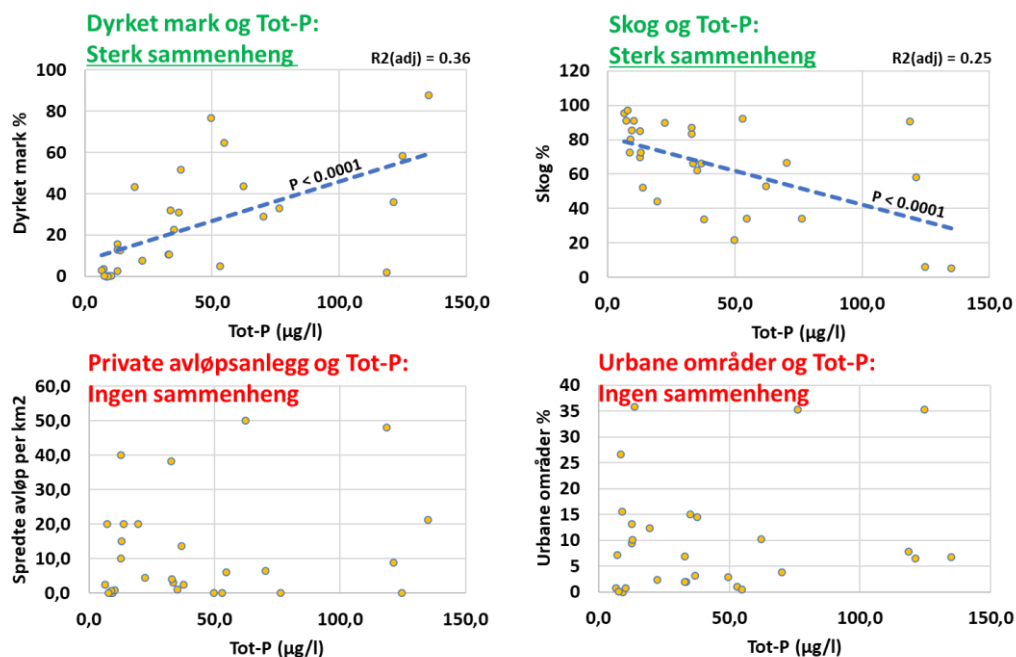 Dyrket mark og Tot-P:
Sterk sammenheng
R2(adj) = 0.36
100
80
60
40
20
0
Dyrket mark %
P < 0.0001
0,0 50,0 100,0 150,0
Tot-P (µg/l)
Skog og Tot-P:
Sterk sammenheng
R2(adj) = 0.25
120
100
80
60
40
20
0
Skog %
P < 0.0001
0,0 50,0 100,0 150,0
Tot-P (µg/l)
Private avløpsanlegg og Tot-P:
Ingen sammenheng
60,0
50,0
40,0
30,0
20,0
10,0
0,0
Spredte avløp per km2
0,0 50,0 100,0 150,0
Tot-P (µg/l)
Urbane områder og Tot-P:
Ingen sammenheng
40
35
30
25
20
15
10
5
0
Urbane områder %
0,0 50,0 100,0 150,0
Tot-P (µg/l)